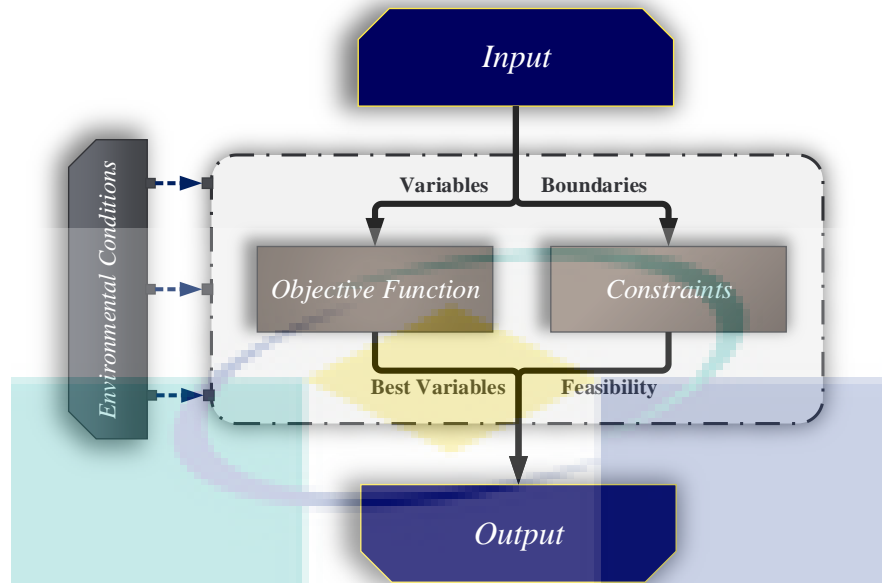 Input
Environmental Conditions
Variables
Boundaries
Objective Function
Constraints
Best Variables
Feasibility
Output